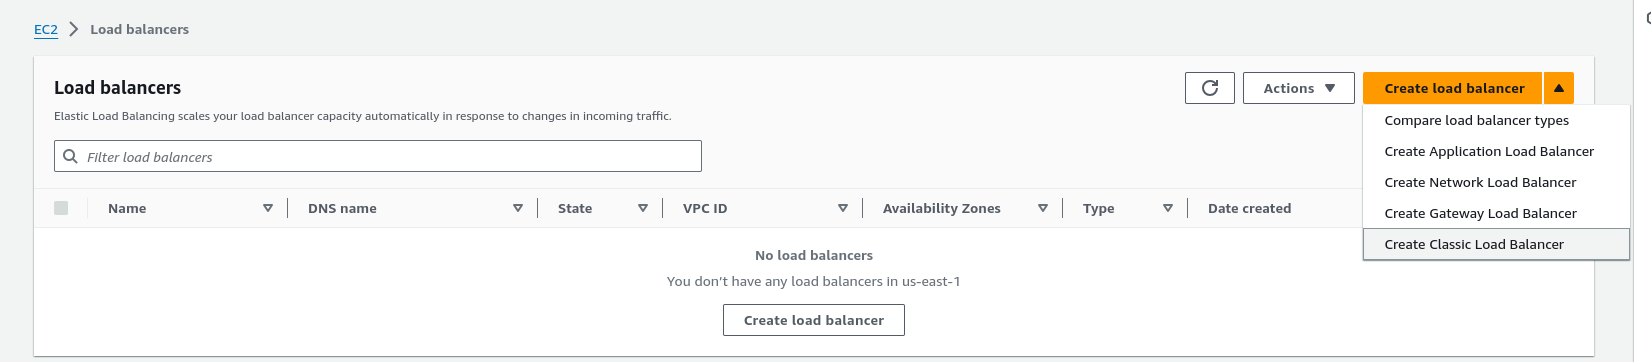 EC2 Load balancers
Load balancers
Actions
Create load balancer
Elastic Load Balancing scales your load balancer capacity automatically in response to changes in incoming traffic.
Filter load balancers
Compare load balancer types
Create Application Load Balancer
Create Network Load Balancer
Create Gateway Load Balancer
Create Classic Load Balancer
Name DNS name State VPC ID Availability Zones Type Date created
No load balancers
You don't have any load balancers in us-east-1
Create load balancer